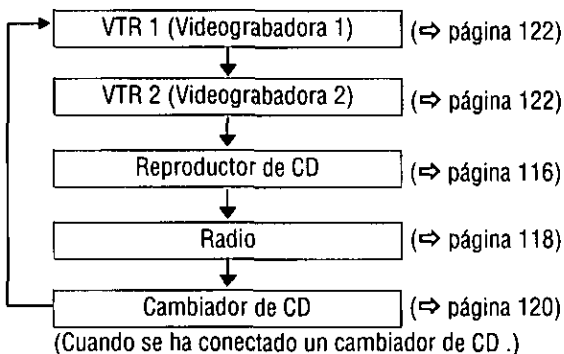 VTR 1 (Videograbadora 1) (⇨ página 122)
VTR 2 (Videograbadora 2) (⇨ página 122)
Reproductor de CD (⇨ página 116)
Radio (⇨ página 118)
Cambiador de CD (⇨ página 120)
(Cuando se ha conectado un cambiador de CD .)